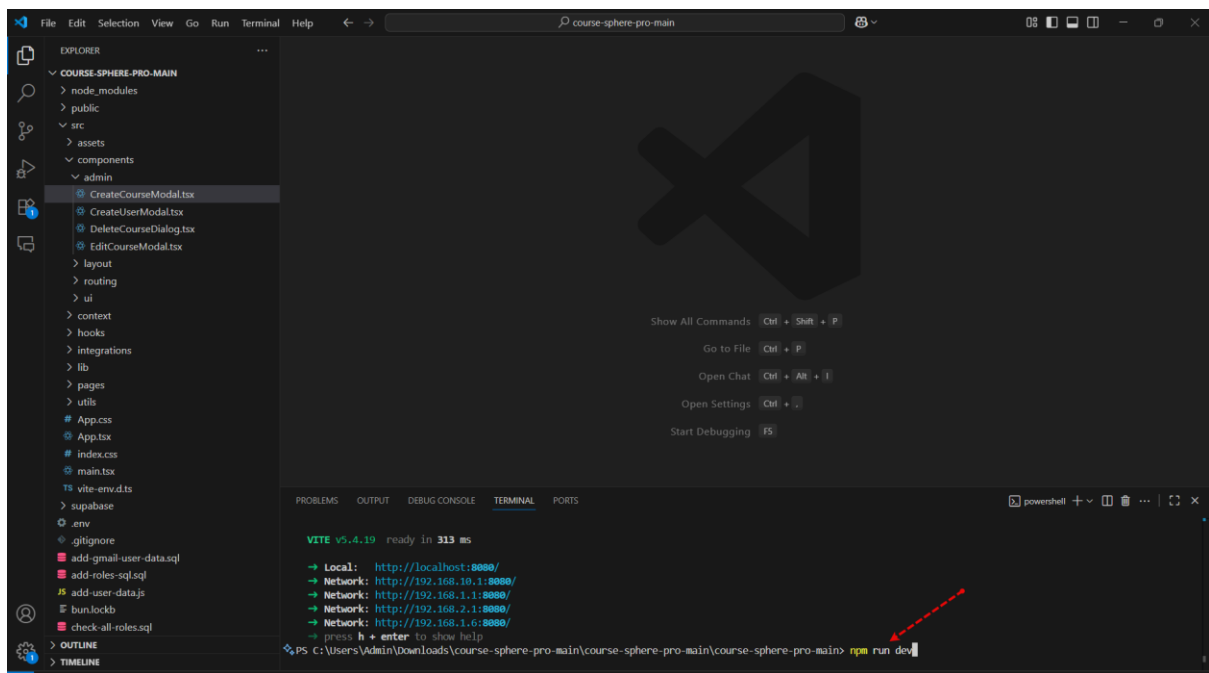 File Edit Selection View Go Run Terminal Help
course-sphere-pro-main
EXPLORER
COURSE-SPHERE-PRO-MAIN
node_modules
public
src
assets
components
admin
CreateCourseModal.tsx
CreateUserModal.tsx
DeleteCourseDialog.tsx
EditCourseModal.tsx
layout
routing
ui
context
hooks
integrations
lib
pages
utils
# App.css
App.tsx
# index.css
main.tsx
TS vite-env.d.ts
supabase
.env
.gitignore
add-gmail-user-data.sql
add-roles-sql.sql
JS add-user-data.js
bun.lockb
check-all-roles.sql
OUTLINE
TIMELINE
1
1
Show All Commands Ctrl + Shift + P
Go to File Ctrl + P
Open Chat Ctrl + Alt + I
Open Settings Ctrl + ,
Start Debugging F5
PROBLEMS OUTPUT DEBUG CONSOLE TERMINAL PORTS
powershell
VITE v5.4.19 ready in 313 ms
→ Local: http://localhost:8080/
→ Network: http://192.168.10.1:8080/
→ Network: http://192.168.1.1:8080/
→ Network: http://192.168.2.1:8080/
→ Network: http://192.168.1.6:8080/
→ press h + enter to show help
PS C:\Users\Admin\Downloads\course-sphere-pro-main\course-sphere-pro-main\course-sphere-pro-main> npm run dev